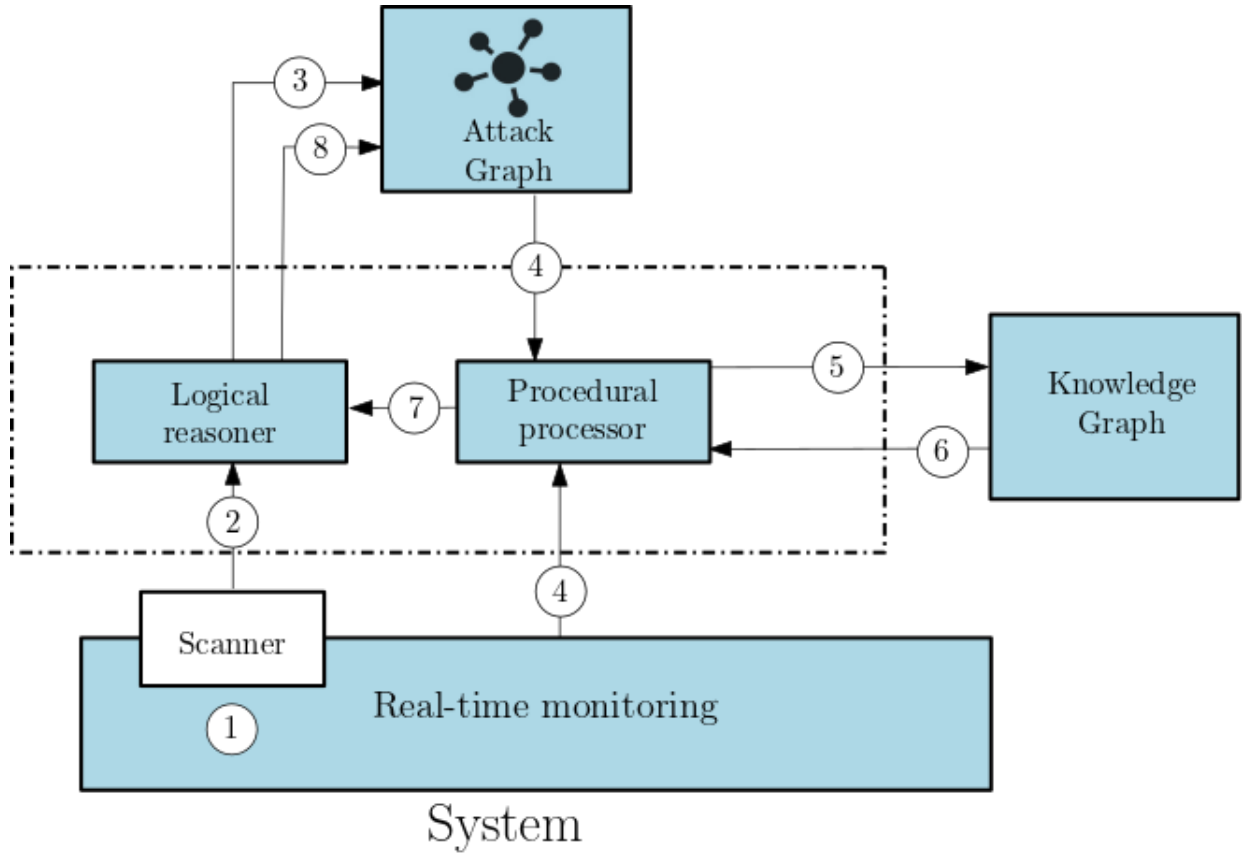 3
8
Attack
Graph
4
Logical
reasoner
7
Procedural
processor
5
6
Knowledge
Graph
2
4
Scanner
1
Real-time monitoring
System